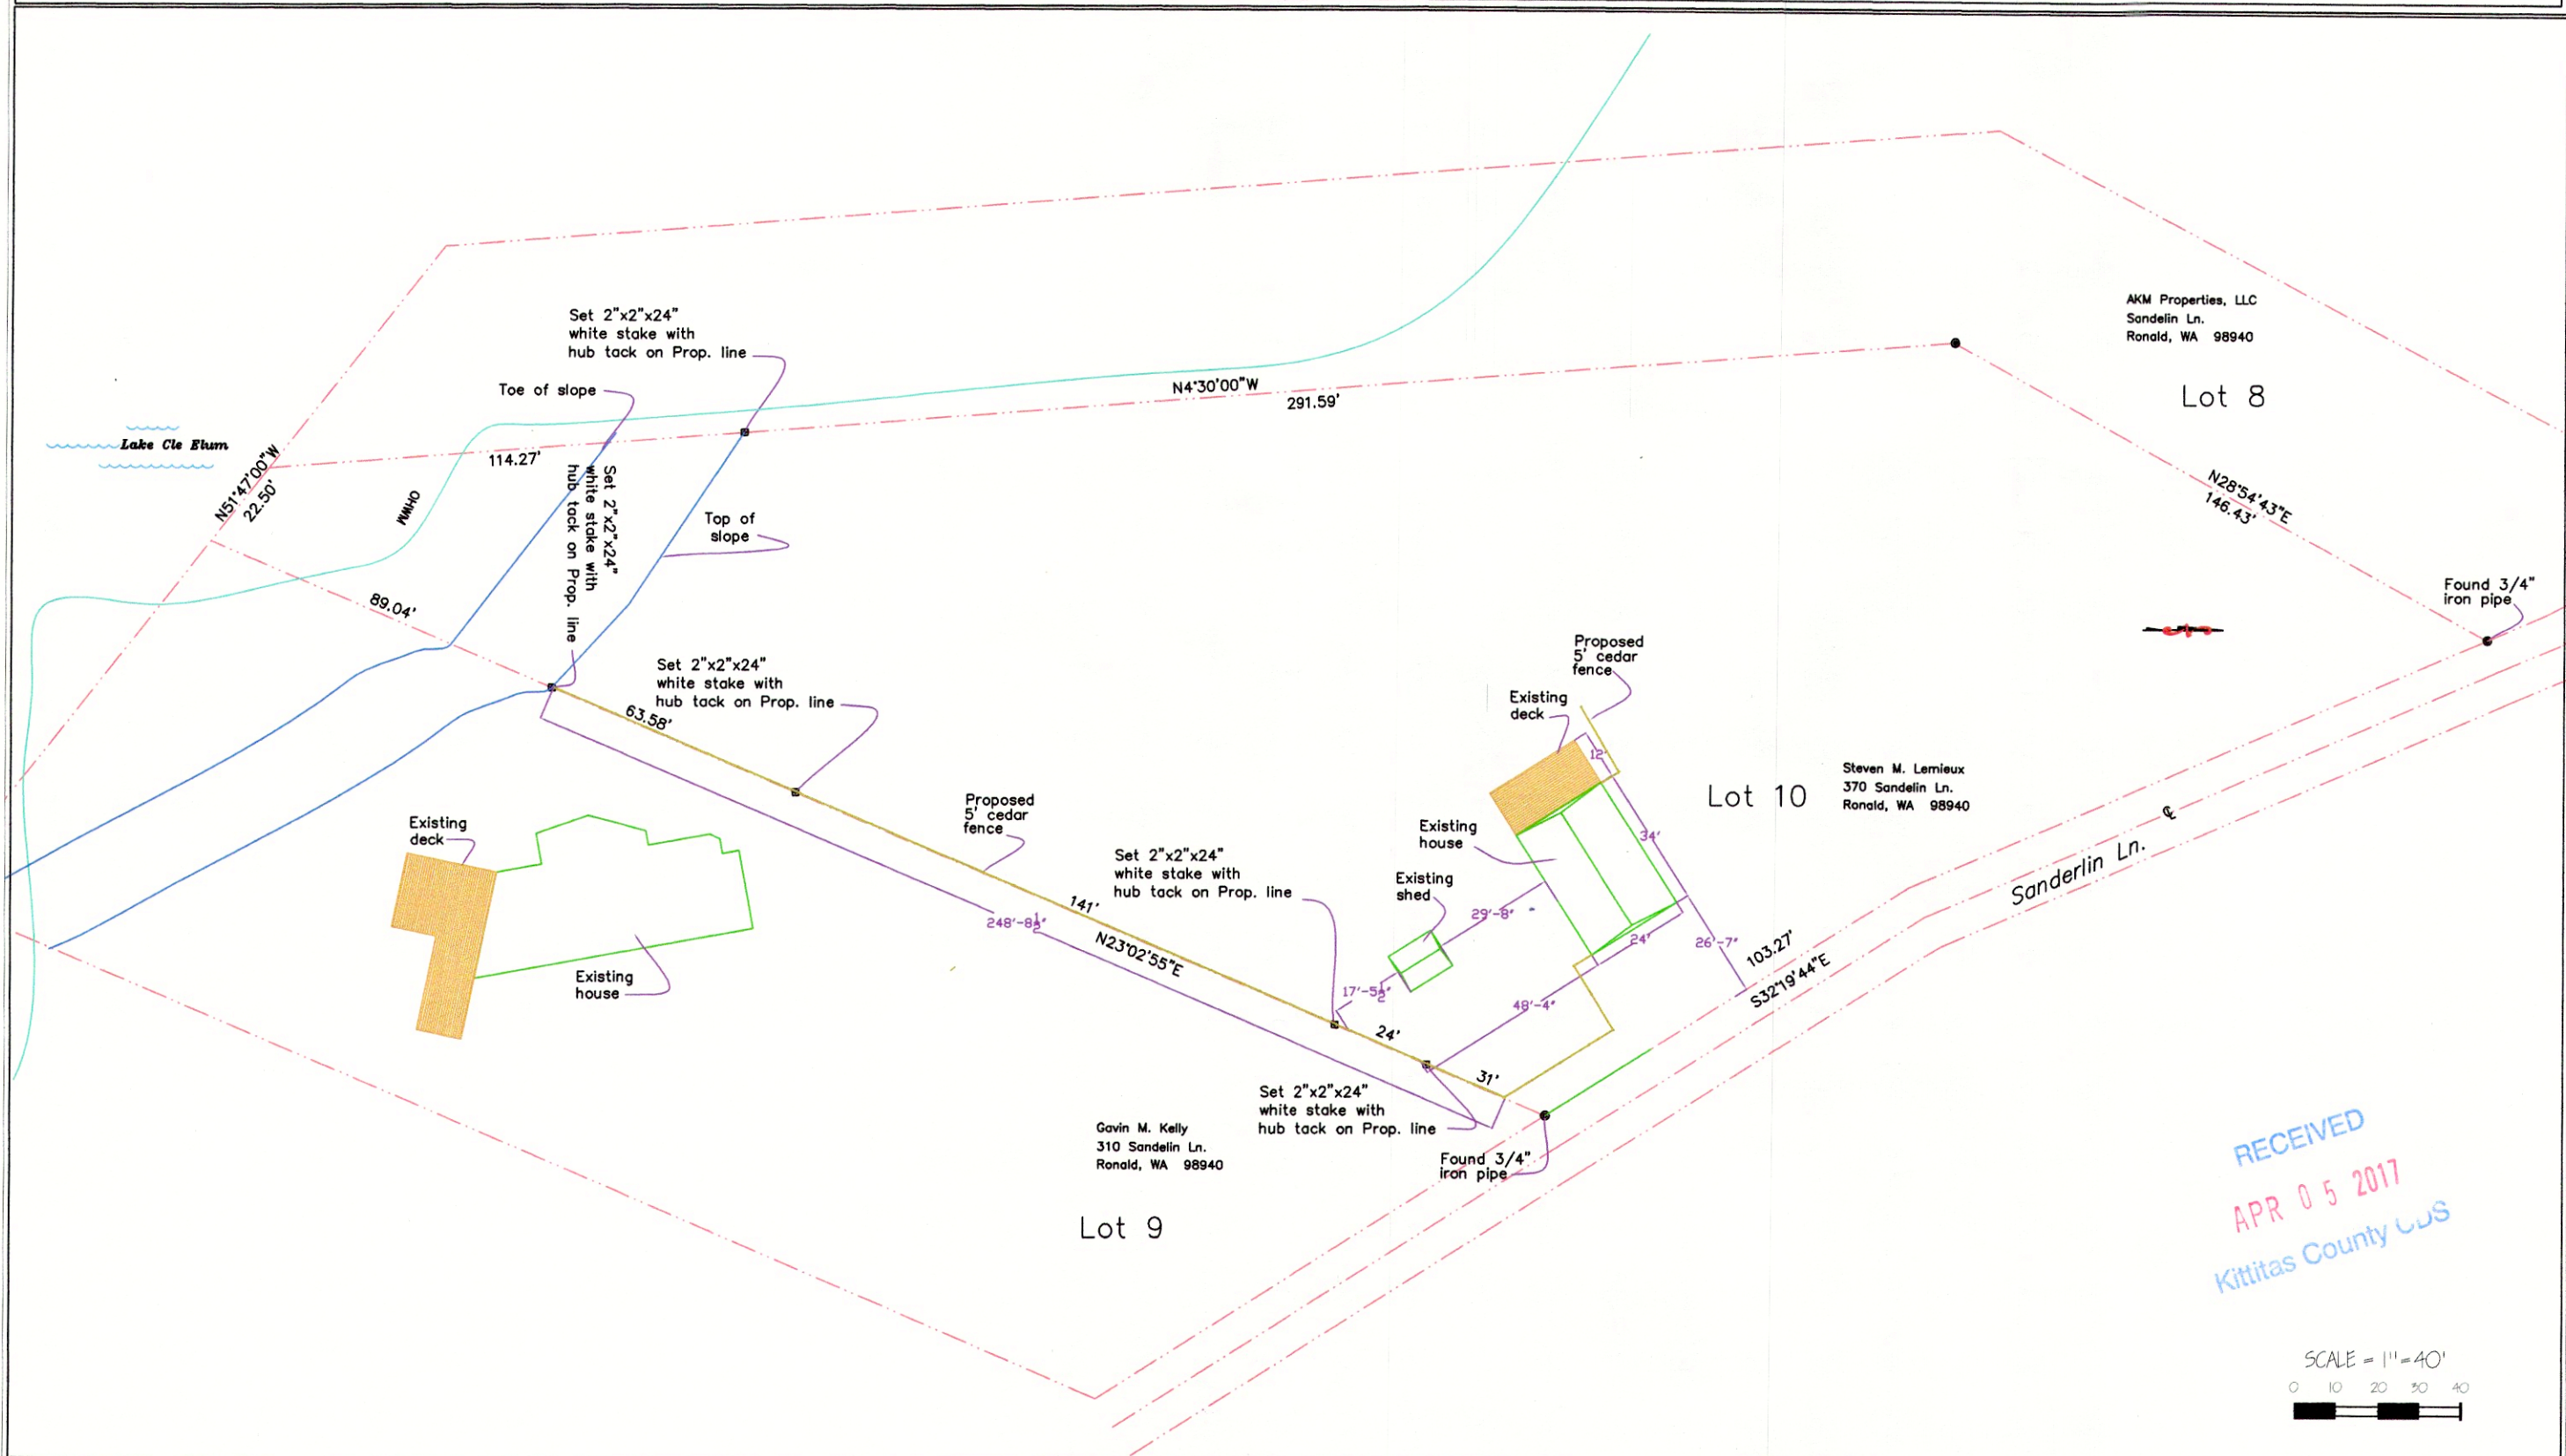 Set 2"x2"x24"
white stake with
hub tack on Prop. line
Toe of slope
Lake Cle Elum
N51°47'00"W
22.50'
114.27'
OHWM
Set 2"x2"x24"
white stake with
hub tack on Prop. line
Top of
slope
N4°30'00"W
291.59'
AKM Properties, LLC
Sandelin Ln.
Ronald, WA 98940
Lot 8
N28°54'43"E
146.43'
Found 3/4"
iron pipe
89.04'
Set 2"x2"x24"
white stake with
hub tack on Prop. line
63.58'
Proposed
5' cedar
fence
Existing
deck
12'
Steven M. Lemieux
370 Sandelin Ln.
Ronald, WA 98940
Lot 10
34'
Existing
house
Existing
shed
29'-8"
24'
26'-7"
103.27'
S32°19'44"E
Sanderlin Ln.
℄
Existing
deck
Existing
house
Proposed
5' cedar
fence
Set 2"x2"x24"
white stake with
hub tack on Prop. line
141'
248'-8½"
N23°02'55"E
17'-5½"
48'-4"
24'
31'
Set 2"x2"x24"
white stake with
hub tack on Prop. line
Gavin M. Kelly
310 Sandelin Ln.
Ronald, WA 98940
Found 3/4"
iron pipe
Lot 9
RECEIVED
APR 05 2017
Kittitas County CDS
SCALE = 1"=40'
0 10 20 30 40